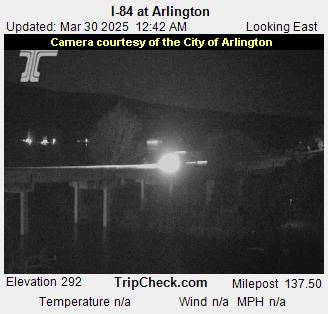 I-84 at Arlington
Updated: Mar 30 2025 12:42 AM Looking East
Camera courtesy of the City of Arlington
Elevation 292 TripCheck.com Milepost 137.50
Temperature n/a Wind n/a MPH n/a